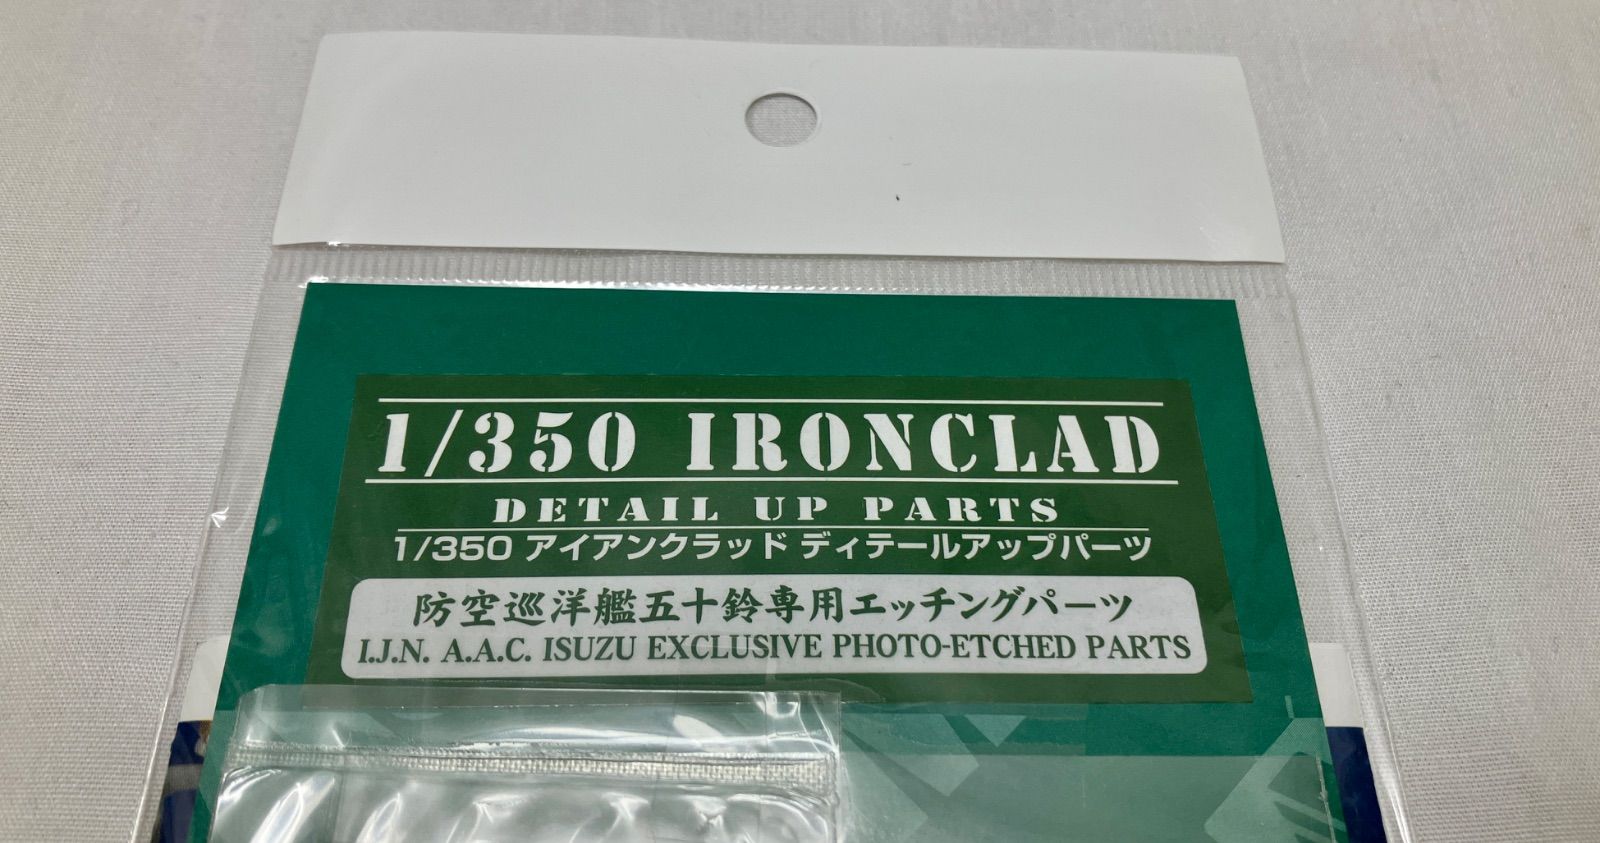 1/350 IRONCLAD
DETAIL UP PARTS
1/350 アイアンクラッド ディテールアップパーツ
防空巡洋艦五十鈴専用エッチングパーツ
I.J.N. A.A.C. ISUZU EXCLUSIVE PHOTO-ETCHED PARTS